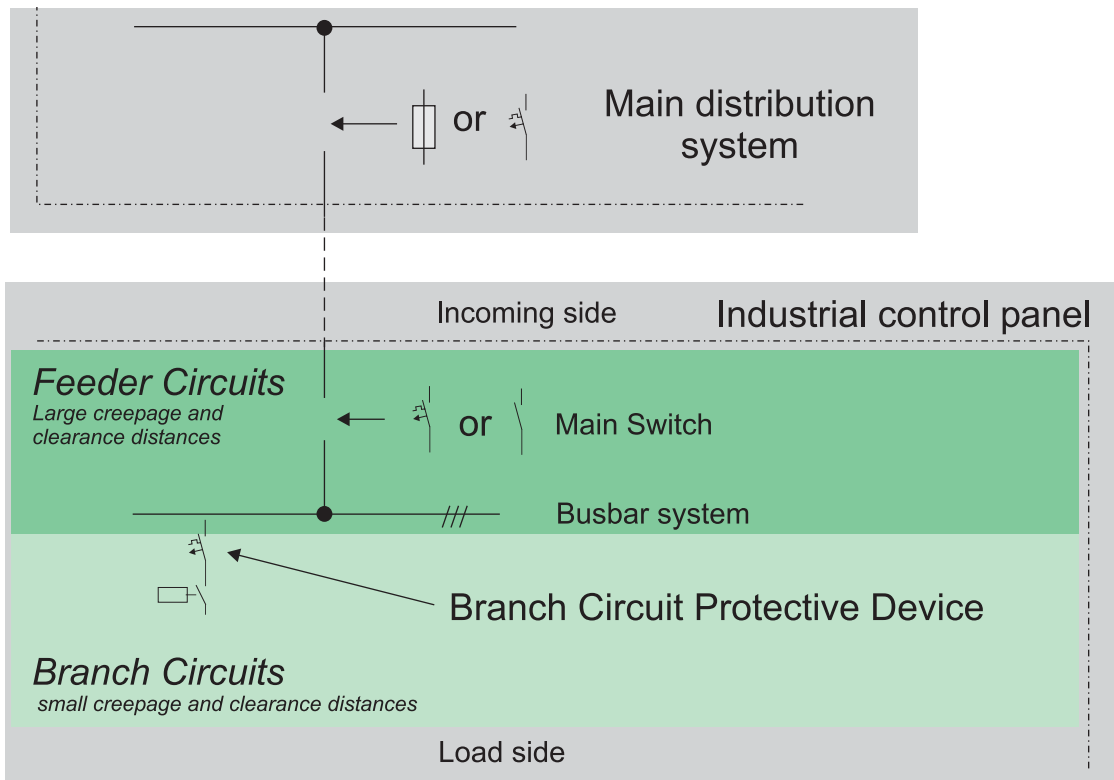 or
Main distribution
system
Incoming side
Industrial control panel
Feeder Circuits
Large creepage and
clearance distances
or
Main Switch
Busbar system
Branch Circuit Protective Device
Branch Circuits
small creepage and clearance distances
Load side